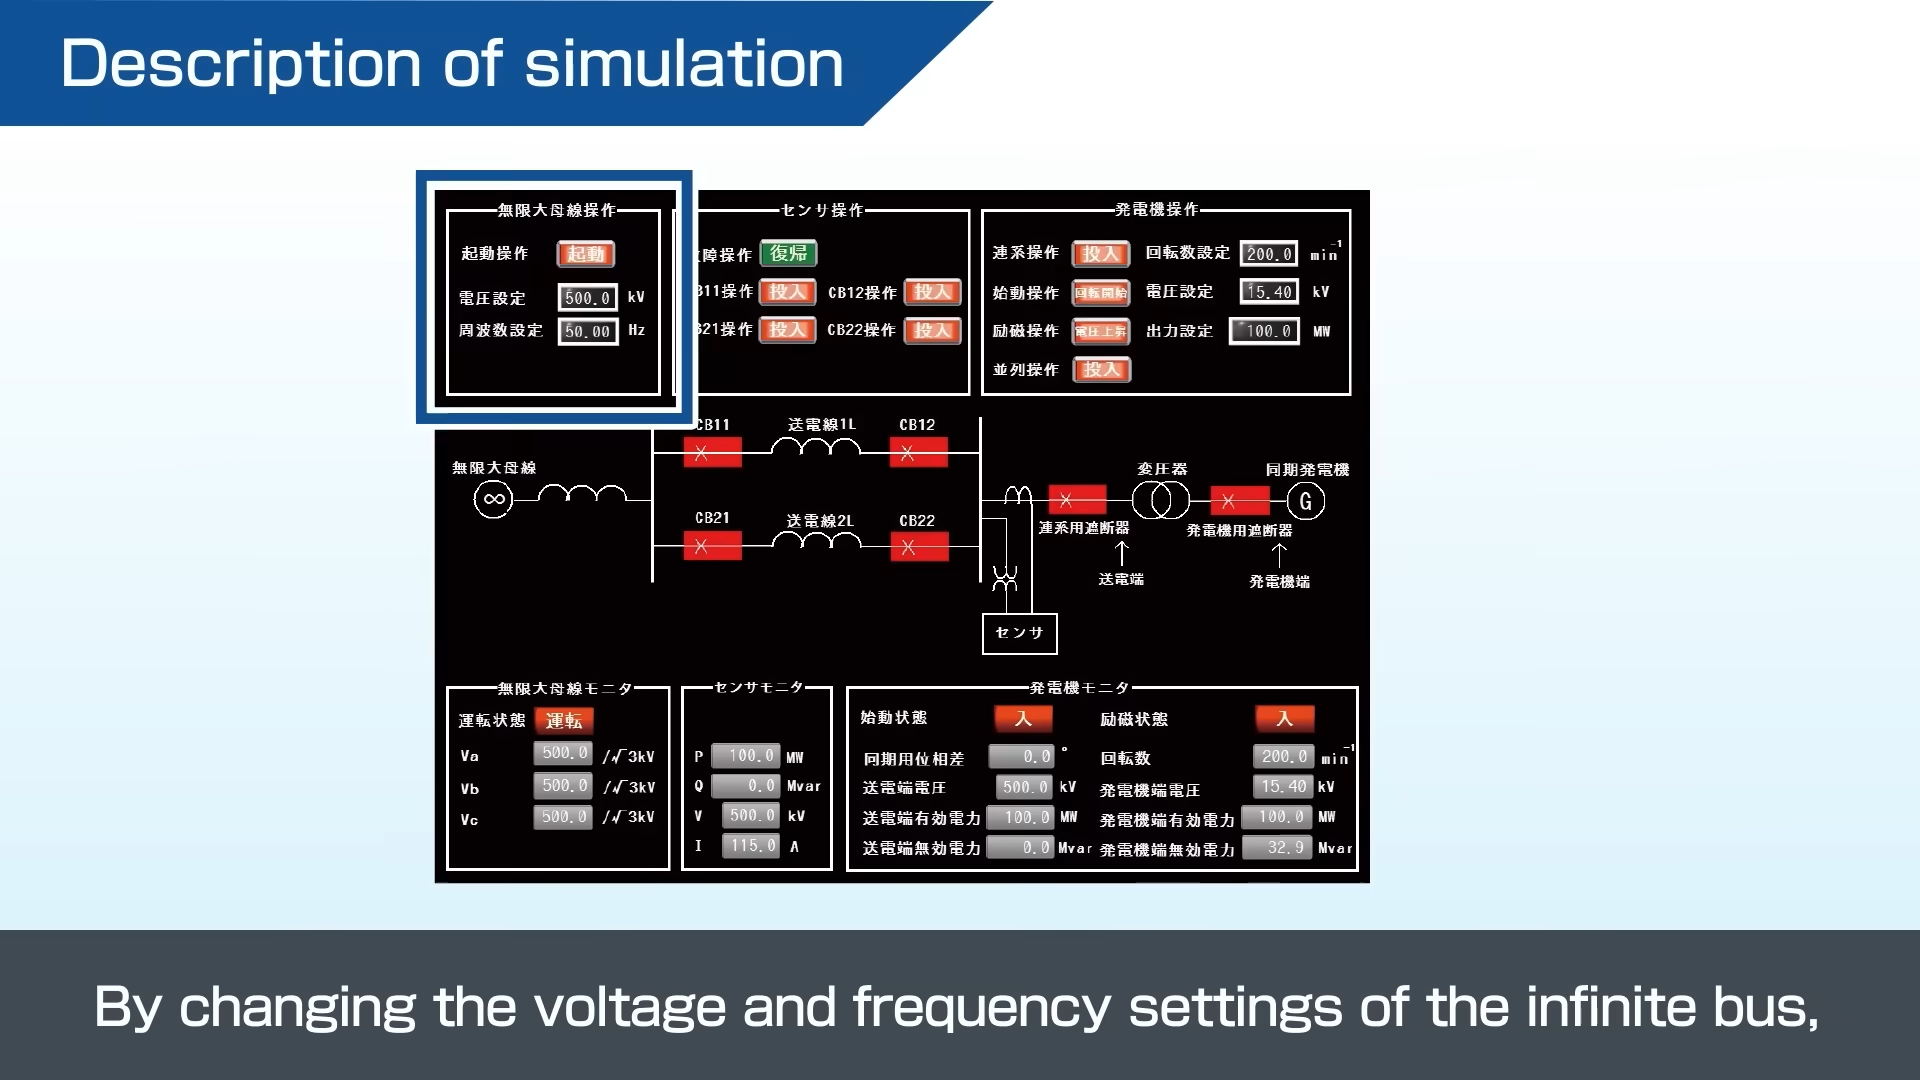 Description of simulation
無限大母線操作
起動操作 起動
電圧設定 500.0 kV
周波数設定 50.00 Hz
センサ操作
障操作 復帰
B11操作 投入 CB12操作 投入
B21操作 投入 CB22操作 投入
発電機操作
連系操作 投入 回転数設定 200.0 min-1
始動操作 回転開始 電圧設定 15.40 kV
励磁操作 電圧上昇 出力設定 100.0 MW
並列操作 投入
CB11 送電線1L CB12
無限大母線 変圧器 同期発電機
∞ G
CB21 送電線2L CB22
連系用遮断器 発電機用遮断器
送電端 発電機端
センサ
無限大母線モニタ
運転状態 運転
Va 500.0 /√3kV
Vb 500.0 /√3kV
Vc 500.0 /√3kV
センサモニタ
P 100.0 MW
Q 0.0 Mvar
V 500.0 kV
I 115.0 A
発電機モニタ
始動状態 入 励磁状態 入
同期用位相差 0.0 ° 回転数 200.0 min-1
送電端電圧 500.0 kV 発電機端電圧 15.40 kV
送電端有効電力 100.0 MW 発電機端有効電力 100.0 MW
送電端無効電力 0.0 Mvar 発電機端無効電力 32.9 Mvar
By changing the voltage and frequency settings of the infinite bus,